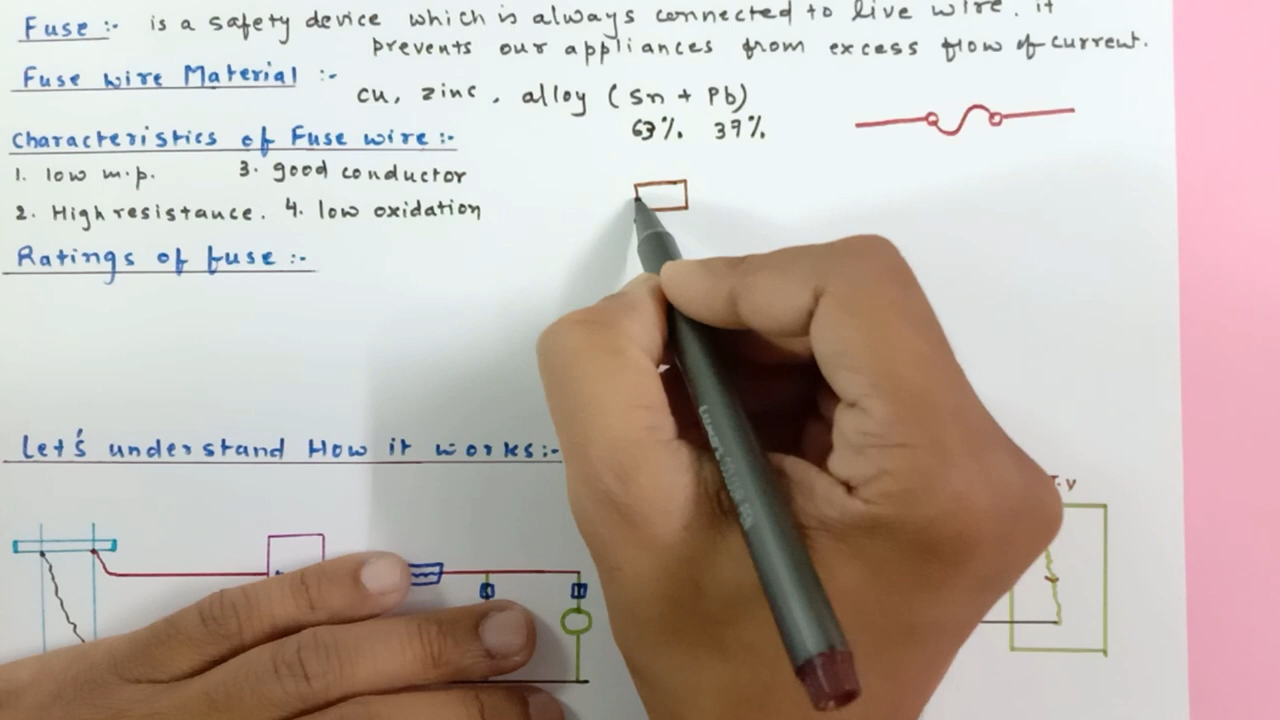 Fuse :- is a safety device which is always connected to live wire. it
prevents our appliances from excess flow of current.
Fuse wire Material :-
cu, zinc, alloy (Sn + Pb)
63% 37%
Characteristics of Fuse wire :-
1. low m.p. 3. good conductor
2. High resistance. 4. low oxidation
Ratings of fuse :-
Let's understand How it works :-
T.V